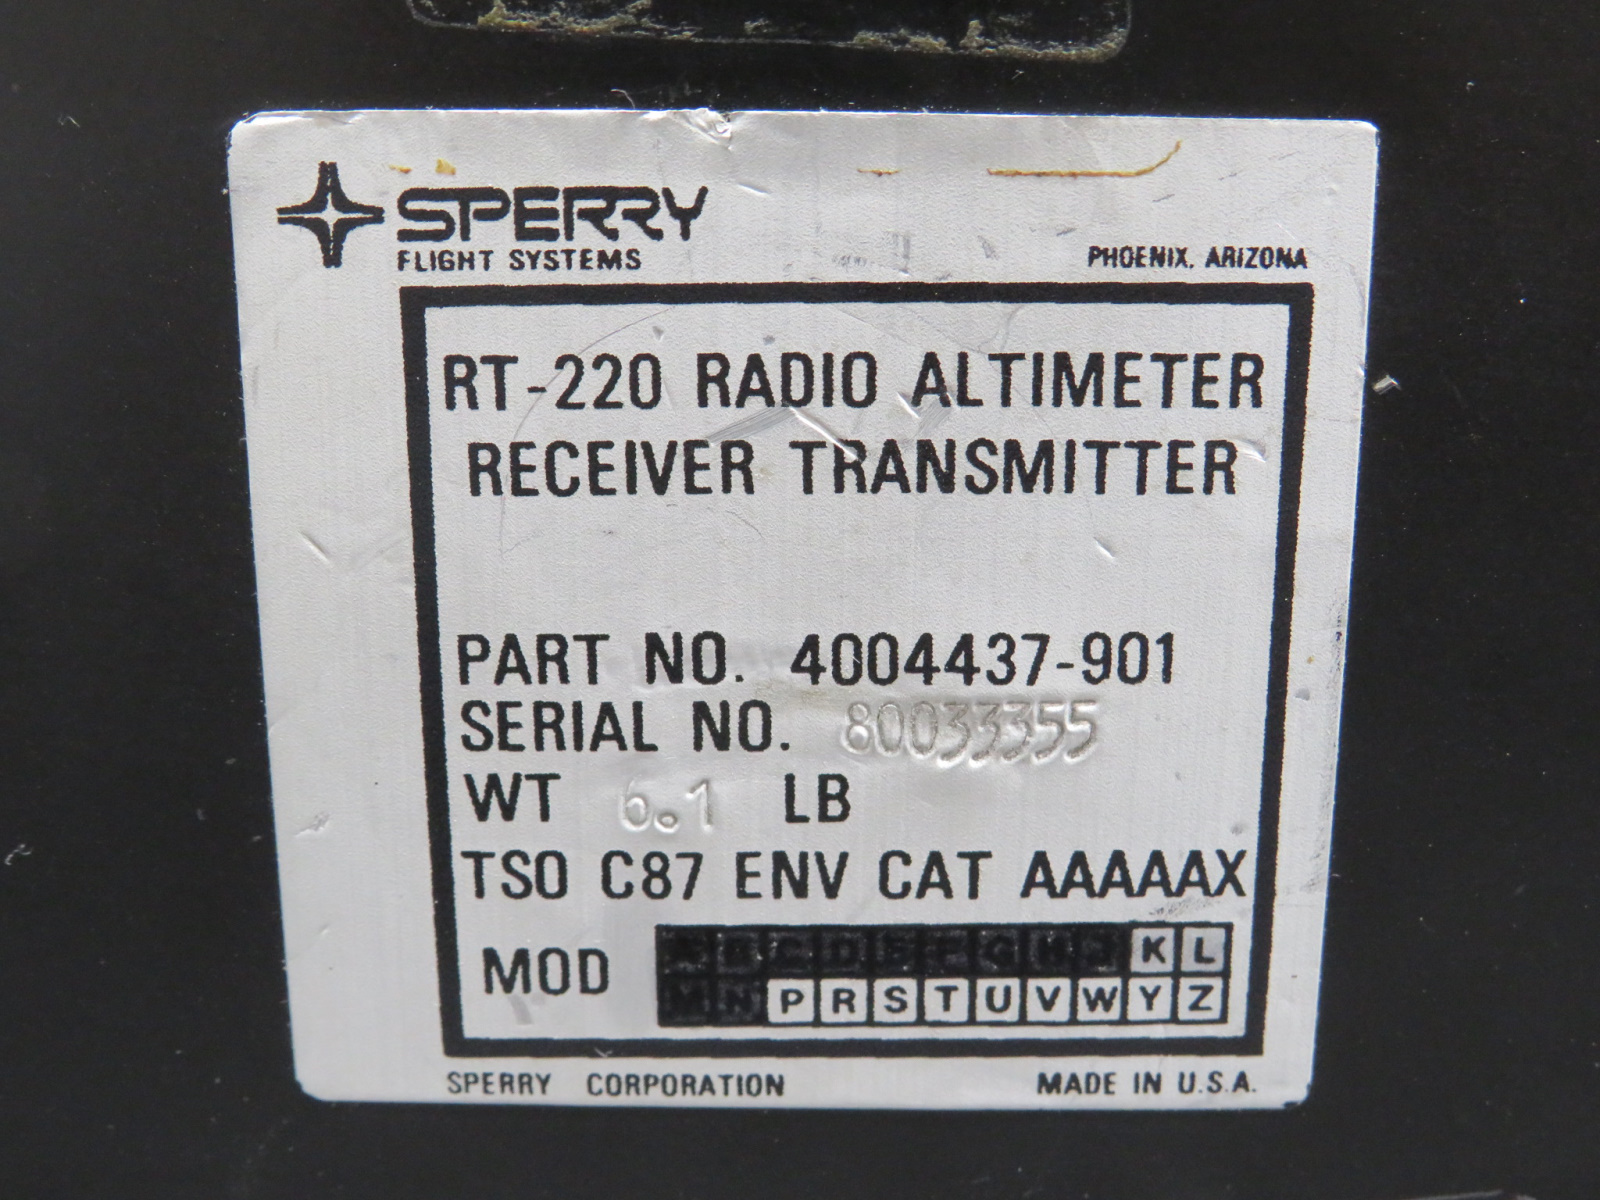 SPERRY
FLIGHT SYSTEMS
PHOENIX, ARIZONA
RT-220 RADIO ALTIMETER
RECEIVER TRANSMITTER
PART NO. 4004437-901
SERIAL NO. 80033355
WT 6.1 LB
TSO C87 ENV CAT AAAAAX
MOD A B C D E F G H J K L
M N P R S T U V W Y Z
SPERRY CORPORATION
MADE IN U.S.A.